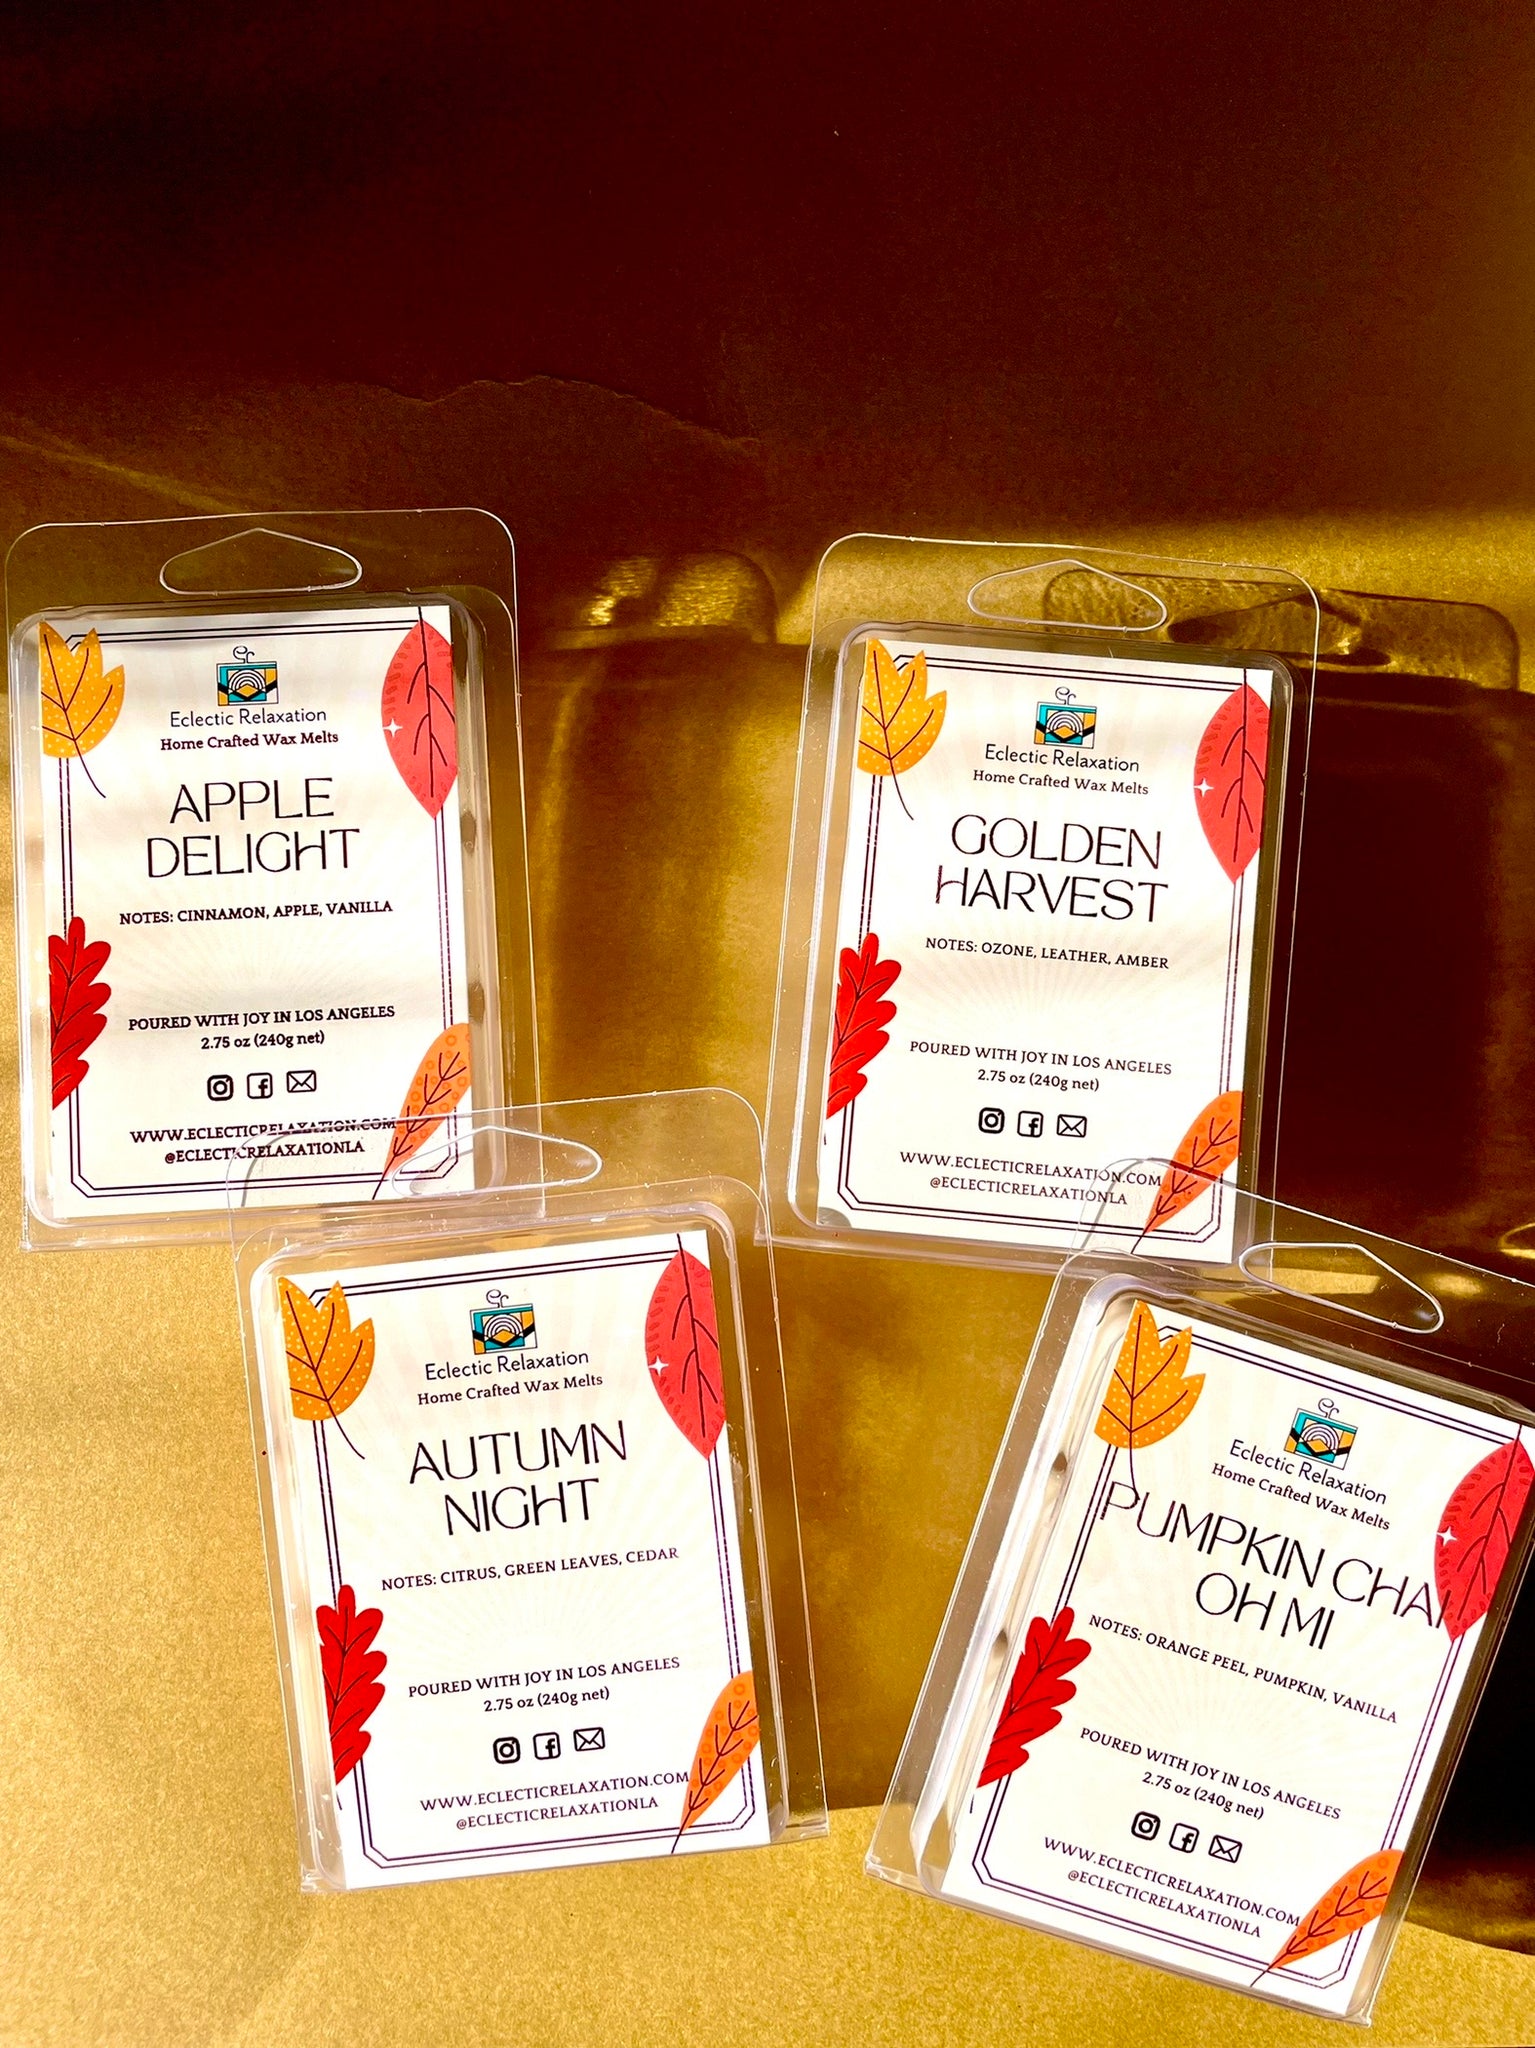 Eclectic Relaxation
Home Crafted Wax Melts
APPLE
DELIGHT
NOTES: CINNAMON, APPLE, VANILLA
POURED WITH JOY IN LOS ANGELES
2.75 oz (240g net)
WWW.ECLECTICRELAXATION.COM
@ECLECTICRELAXATIONLA
Eclectic Relaxation
Home Crafted Wax Melts
GOLDEN
HARVEST
NOTES: OZONE, LEATHER, AMBER
POURED WITH JOY IN LOS ANGELES
2.75 oz (240g net)
WWW.ECLECTICRELAXATION.COM
@ECLECTICRELAXATIONLA
Eclectic Relaxation
Home Crafted Wax Melts
AUTUMN
NIGHT
NOTES: CITRUS, GREEN LEAVES, CEDAR
POURED WITH JOY IN LOS ANGELES
2.75 oz (240g net)
WWW.ECLECTICRELAXATION.COM
@ECLECTICRELAXATIONLA
Eclectic Relaxation
Home Crafted Wax Melts
PUMPKIN CHAI
OH MI
NOTES: ORANGE PEEL, PUMPKIN, VANILLA
POURED WITH JOY IN LOS ANGELES
2.75 oz (240g net)
WWW.ECLECTICRELAXATION.COM
@ECLECTICRELAXATIONLA